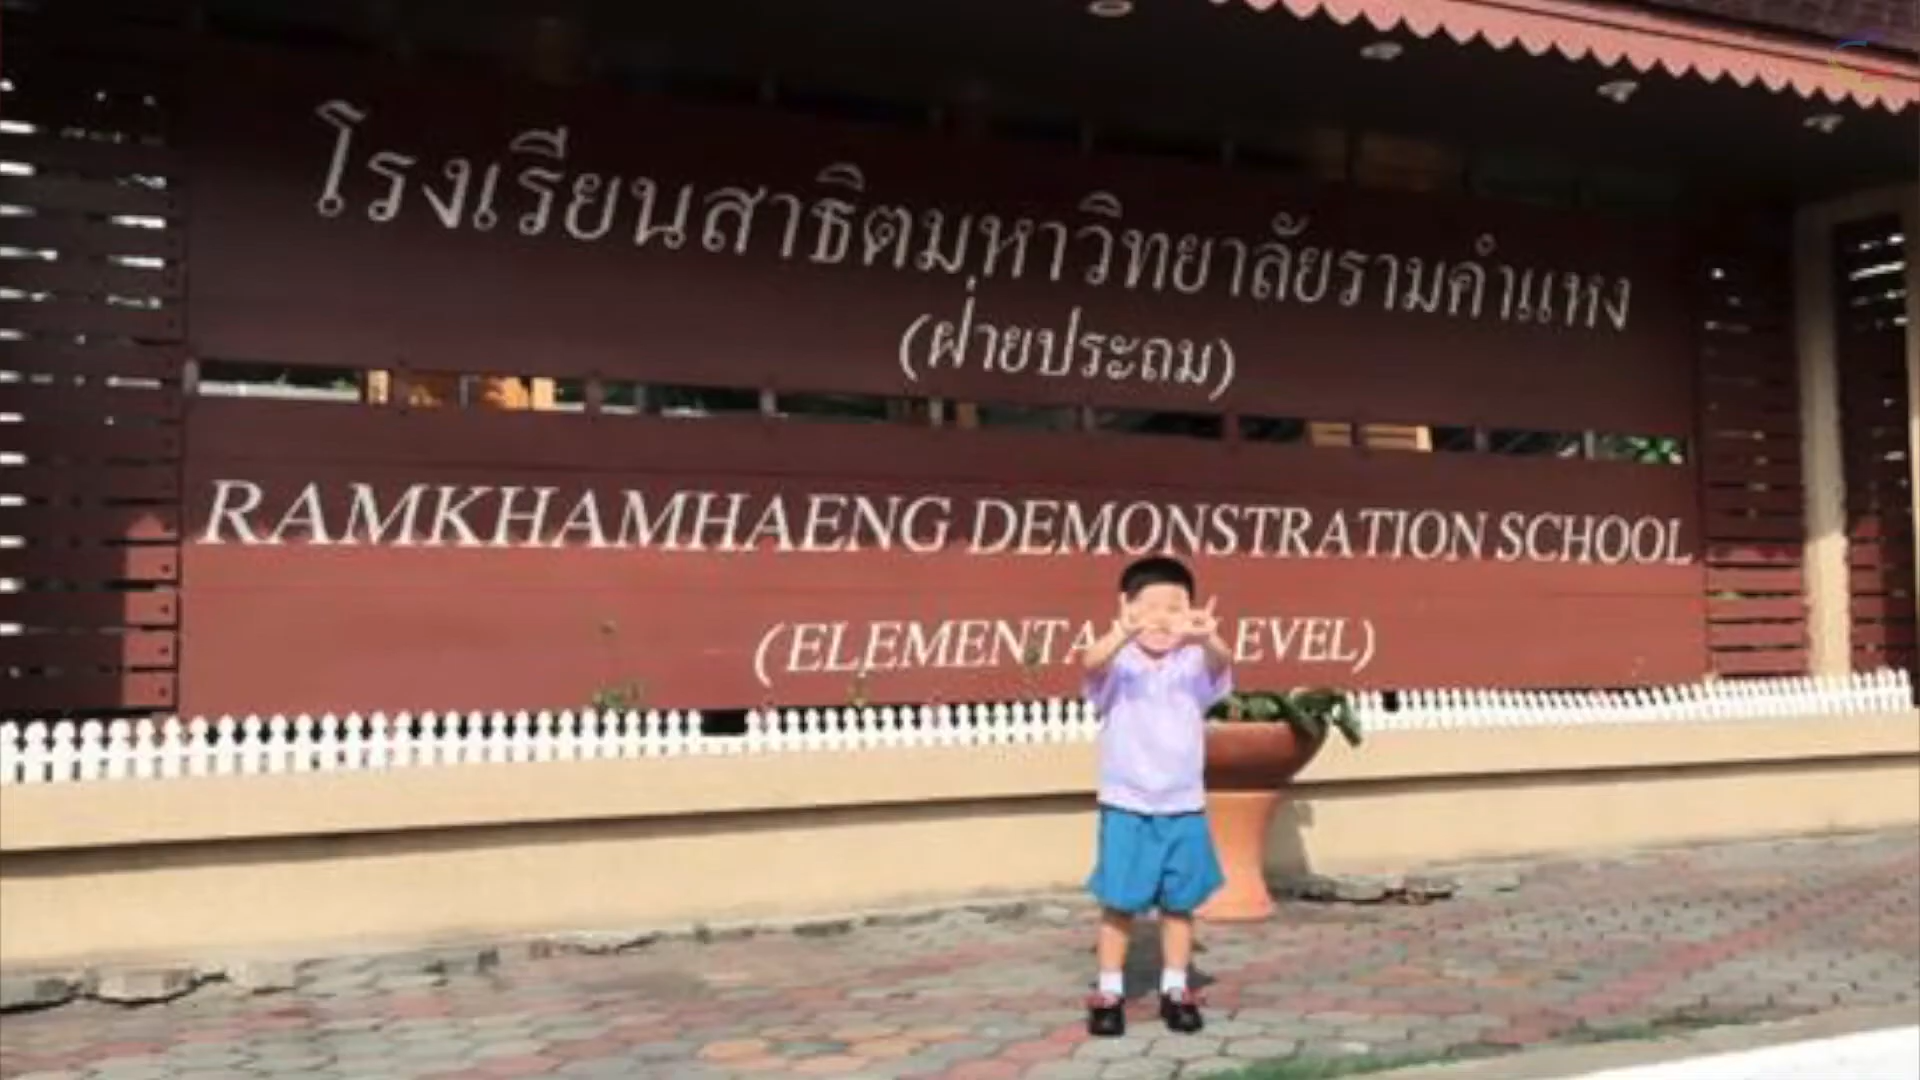 โรงเรียนสาธิตมหาวิทยาลัยรามคำแหง
(ฝ่ายประถม)
RAMKHAMHAENG DEMONSTRATION SCHOOL
(ELEMENTA LEVEL)